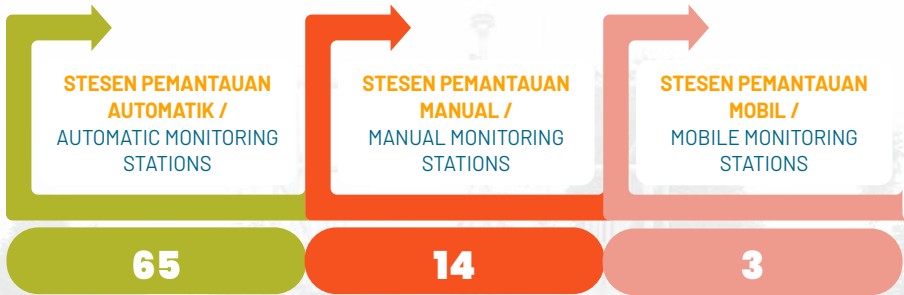 STESEN PEMANTAUAN
AUTOMATIK /
AUTOMATIC MONITORING
STATIONS
65
STESEN PEMANTAUAN
MANUAL /
MANUAL MONITORING
STATIONS
14
STESEN PEMANTAUAN
MOBIL /
MOBILE MONITORING
STATIONS
3